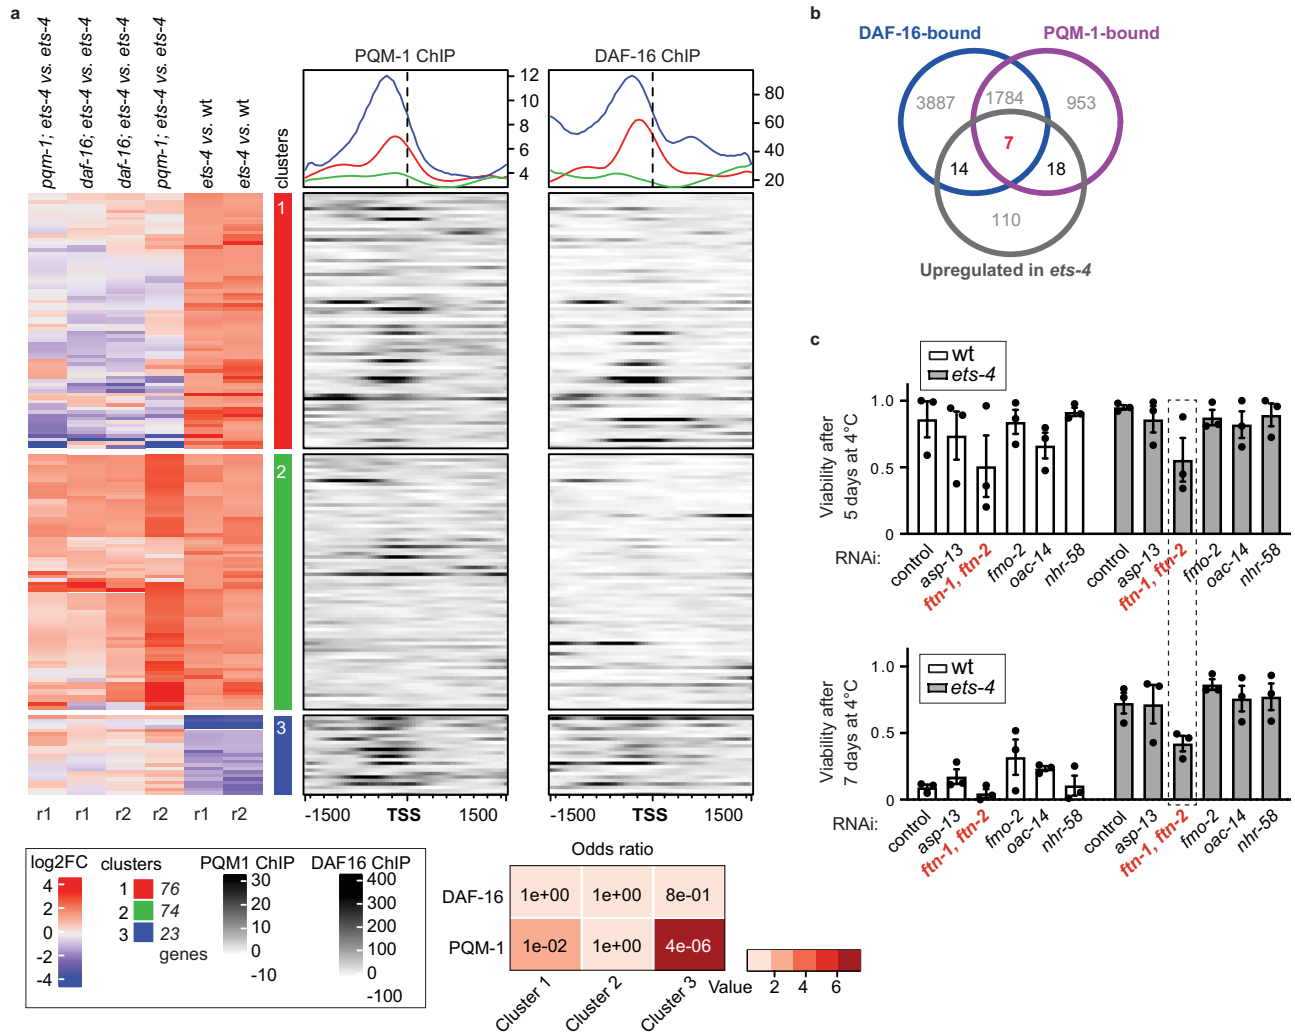 a
pqm-1; ets-4 vs. ets-4
daf-16; ets-4 vs. ets-4
daf-16; ets-4 vs. ets-4
pqm-1; ets-4 vs. ets-4
ets-4 vs. wt
ets-4 vs. wt
clusters
PQM-1 ChIP
12
10
8
6
4
DAF-16 ChIP
80
60
40
20
1
2
3
r1 r1 r2 r2 r1 r2
-1500 TSS 1500
-1500 TSS 1500
log2FC
4
2
0
-2
-4
clusters
1 76
2 74
3 23
genes
PQM1 ChIP
30
20
10
0
-10
DAF16 ChIP
400
300
200
100
0
-100
Odds ratio
DAF-16 1e+00 1e+00 8e-01
PQM-1 1e-02 1e+00 4e-06
Cluster 1
Cluster 2
Cluster 3
Value 2 4 6
b
DAF-16-bound PQM-1-bound
3887 1784 953
7
14 18
110
Upregulated in ets-4
c
wt
ets-4
Viability after
5 days at 4°C
1.0
0.5
0
RNAi:
control
asp-13
ftn-1, ftn-2
fmo-2
oac-14
nhr-58
control
asp-13
ftn-1, ftn-2
fmo-2
oac-14
nhr-58
wt
ets-4
Viability after
7 days at 4°C
1.0
0.5
0
RNAi:
control
asp-13
ftn-1, ftn-2
fmo-2
oac-14
nhr-58
control
asp-13
ftn-1, ftn-2
fmo-2
oac-14
nhr-58